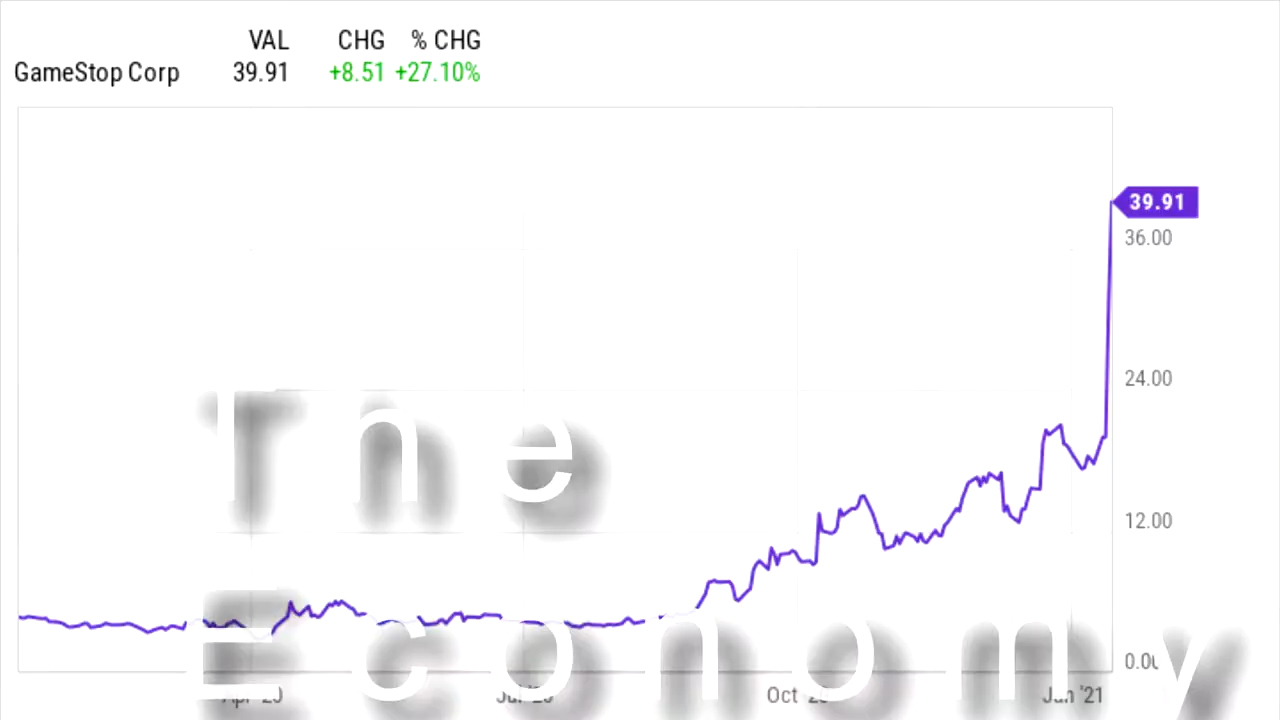 VAL CHG % CHG
GameStop Corp 39.91 +8.51 +27.10%
39.91
36.00
24.00
The
12.00
Economy
Oct
Jan '21